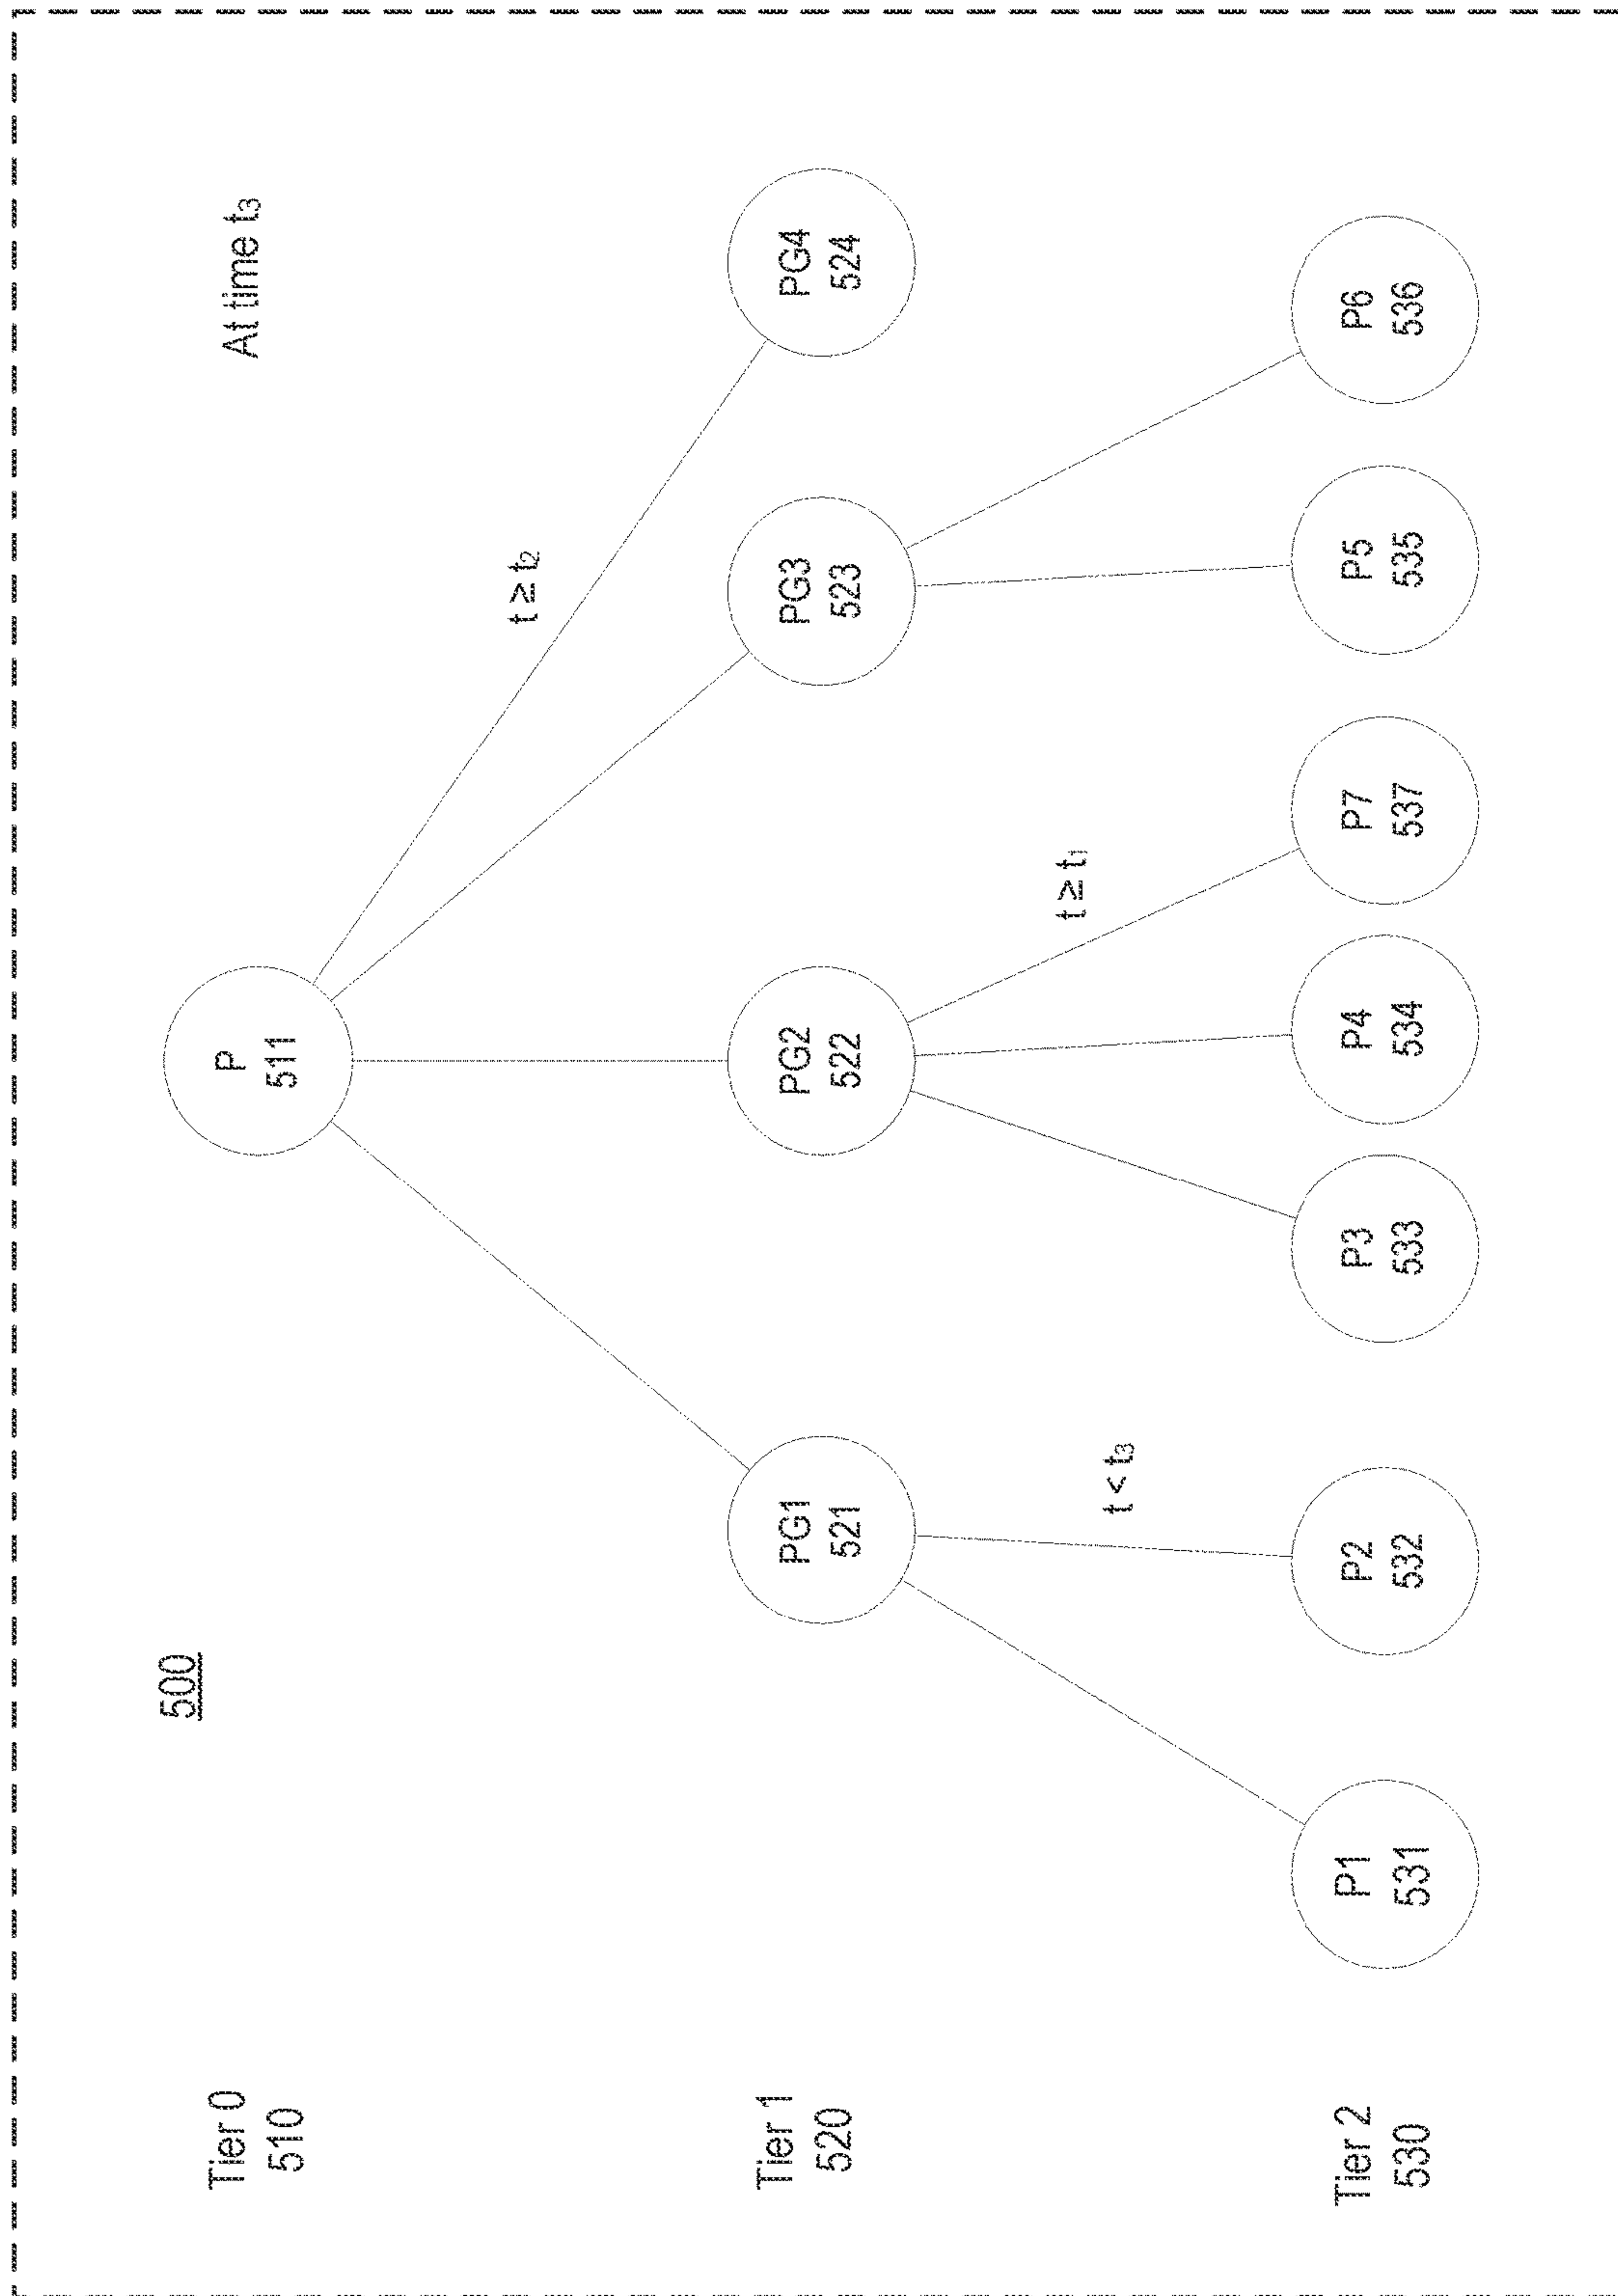 500
At time t₃
Tier 0
510
P
511
t ≥ t₂
Tier 1
520
PG1
521
PG2
522
PG3
523
PG4
524
t < t₃
t ≥ t₁
Tier 2
530
P1
531
P2
532
P3
533
P4
534
P7
537
P5
535
P6
536